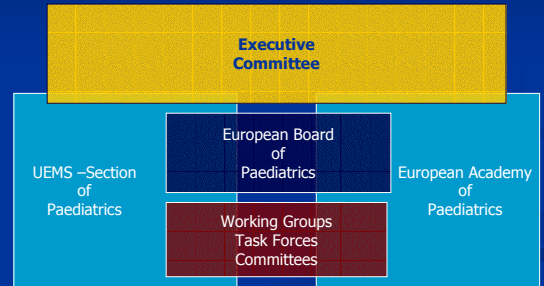 Executive
Committee
European Board
of
Paediatrics
UEMS –Section
of
Paediatrics
European Academy
of
Paediatrics
Working Groups
Task Forces
Committees